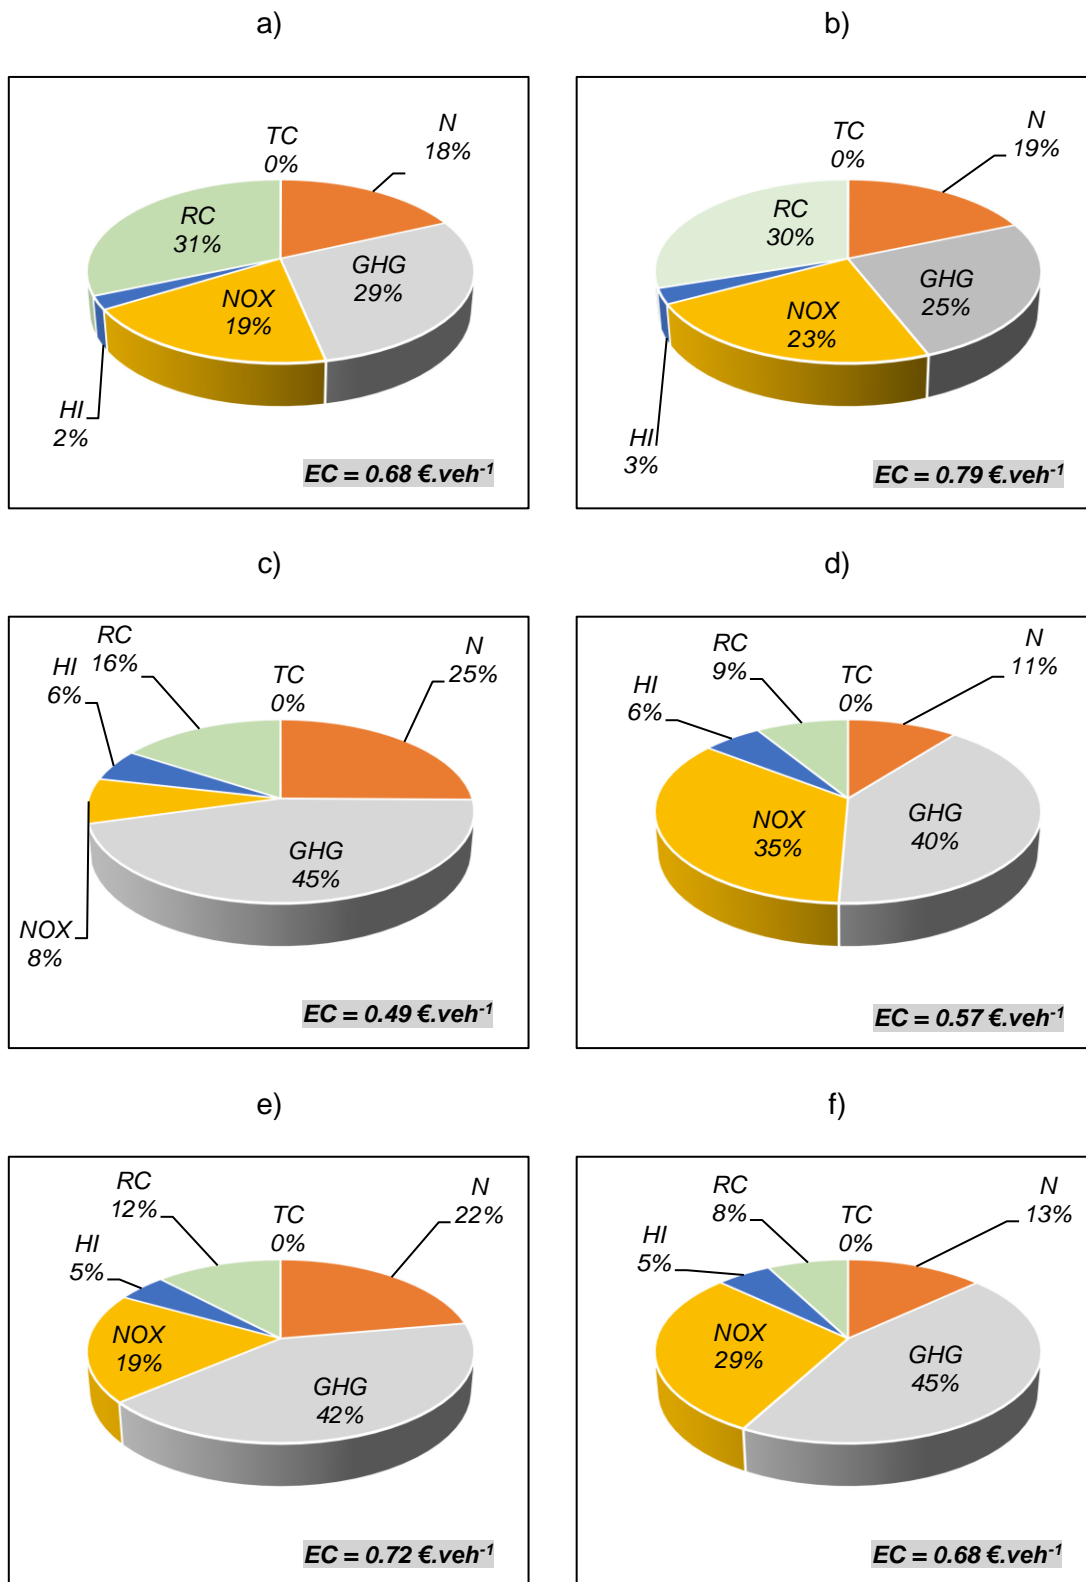 a)
TC
0%
N
18%
RC
31%
GHG
29%
NOX
19%
HI
2%
EC = 0.68 €.veh⁻¹
b)
TC
0%
N
19%
RC
30%
GHG
25%
NOX
23%
HI
3%
EC = 0.79 €.veh⁻¹
c)
RC
16%
HI
6%
TC
0%
N
25%
GHG
45%
NOX
8%
EC = 0.49 €.veh⁻¹
d)
RC
9%
HI
6%
TC
0%
N
11%
NOX
35%
GHG
40%
EC = 0.57 €.veh⁻¹
e)
RC
12%
HI
5%
TC
0%
N
22%
NOX
19%
GHG
42%
EC = 0.72 €.veh⁻¹
f)
RC
8%
HI
5%
TC
0%
N
13%
NOX
29%
GHG
45%
EC = 0.68 €.veh⁻¹